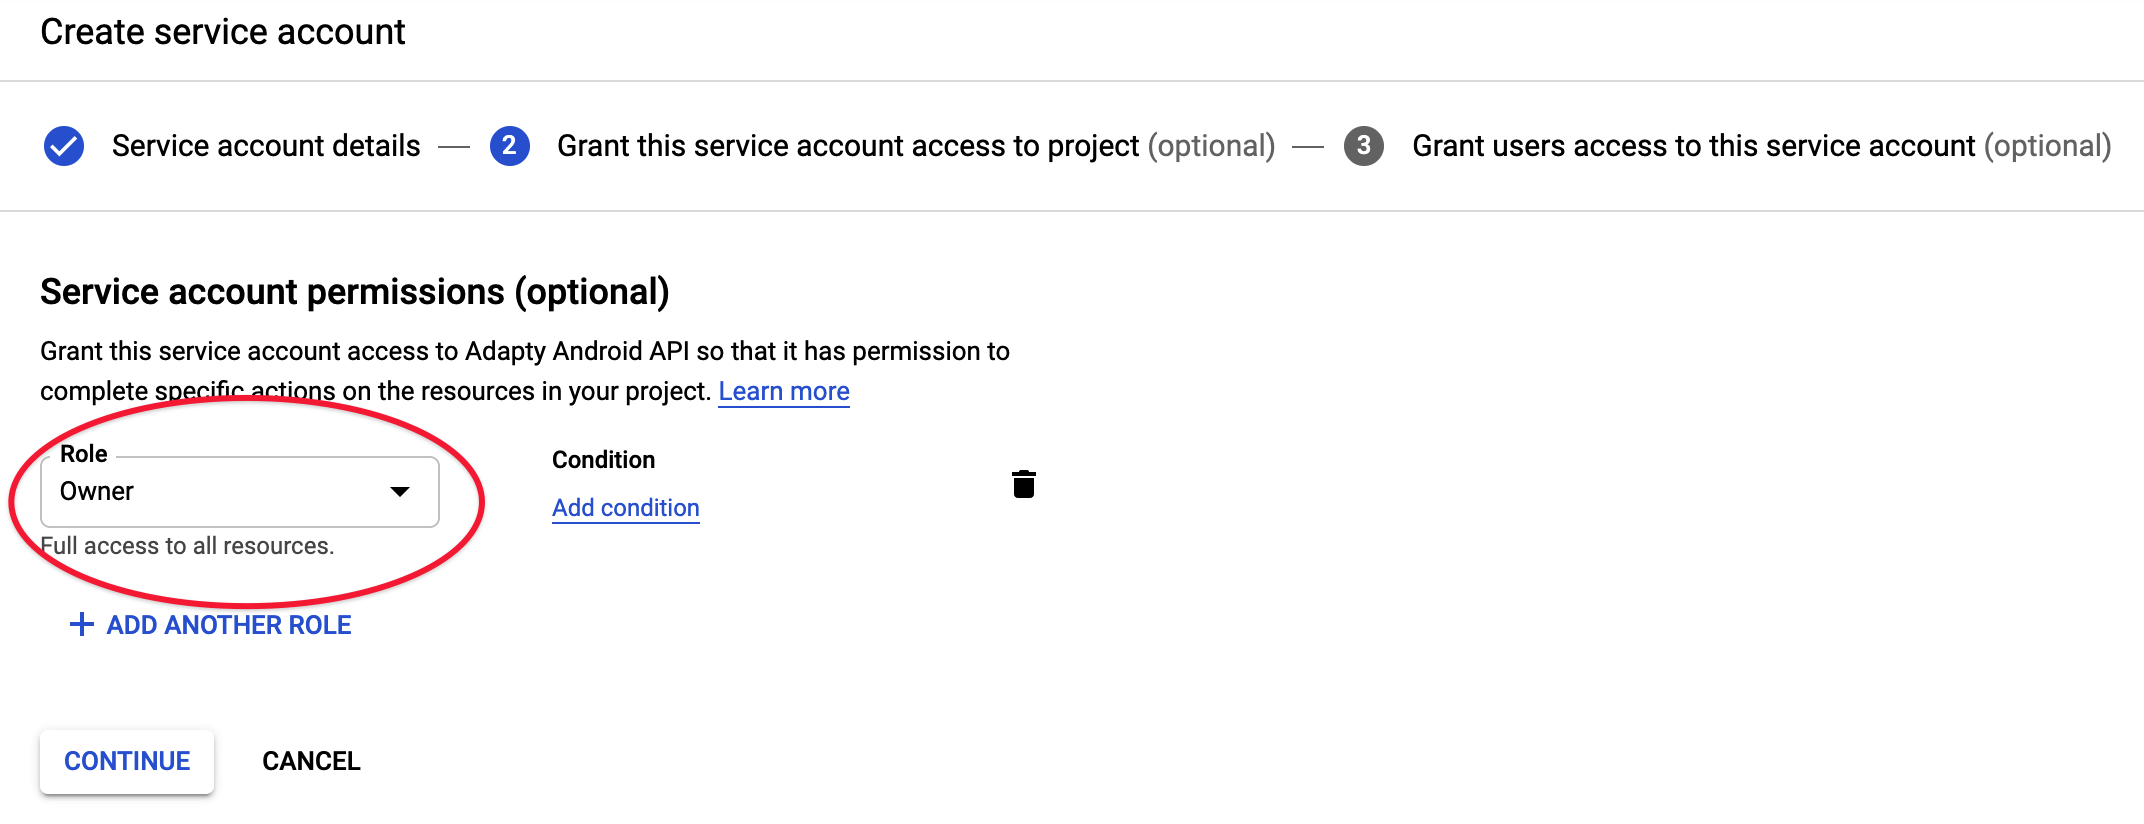 Create service account
Service account details — 2 Grant this service account access to project (optional) — 3 Grant users access to this service account (optional)
Service account permissions (optional)
Grant this service account access to Adapty Android API so that it has permission to
complete specific actions on the resources in your project. Learn more
Role
Owner
Full access to all resources.
Condition
Add condition
+ ADD ANOTHER ROLE
CONTINUE CANCEL